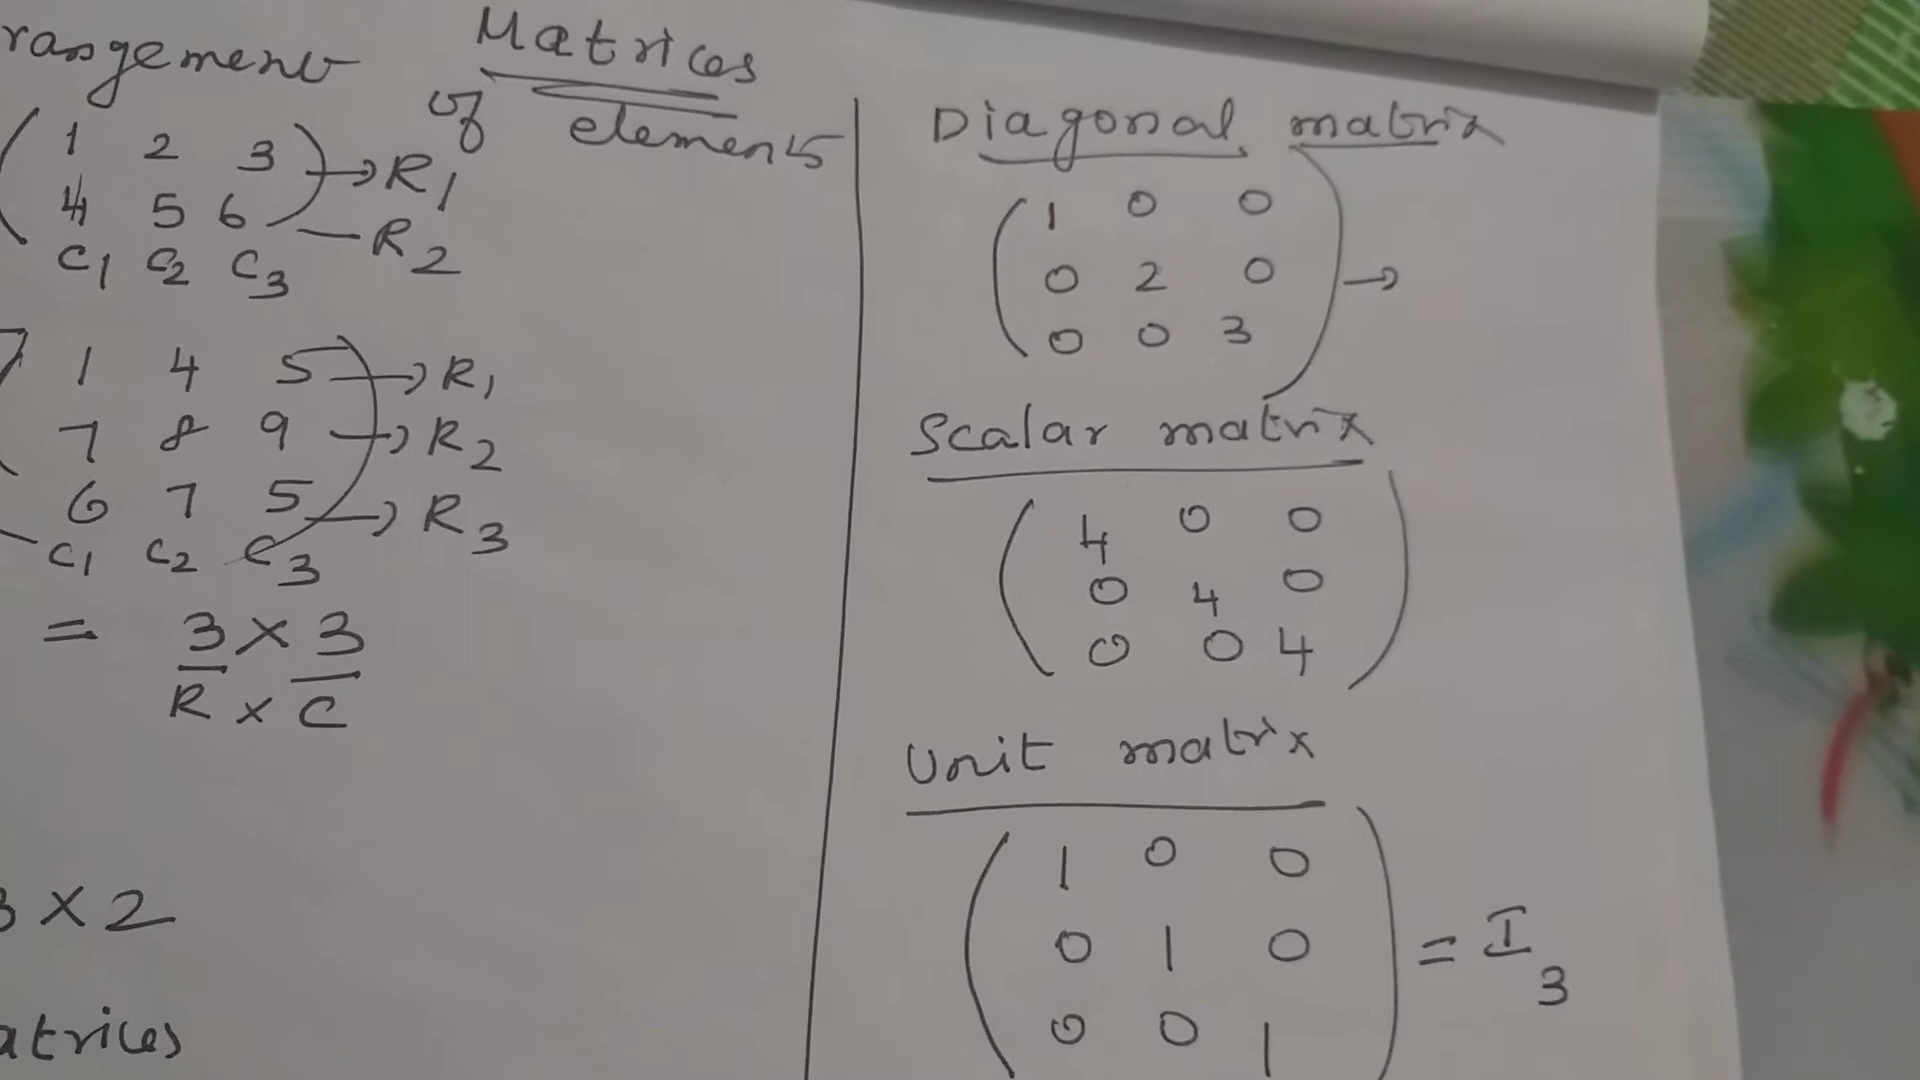 Matrices
rangement of elements
1 2 3 → R1
4 5 6 — R2
C1 C2 C3
1 4 5 → R1
7 8 9 → R2
6 7 5 → R3
C1 C2 C3
= 3 × 3
R × C
3 × 2
atrices
Diagonal matrix
1 0 0
0 2 0 →
0 0 3
Scalar matrix
4 0 0
0 4 0
0 0 4
Unit matrix
1 0 0
0 1 0 = I3
0 0 1